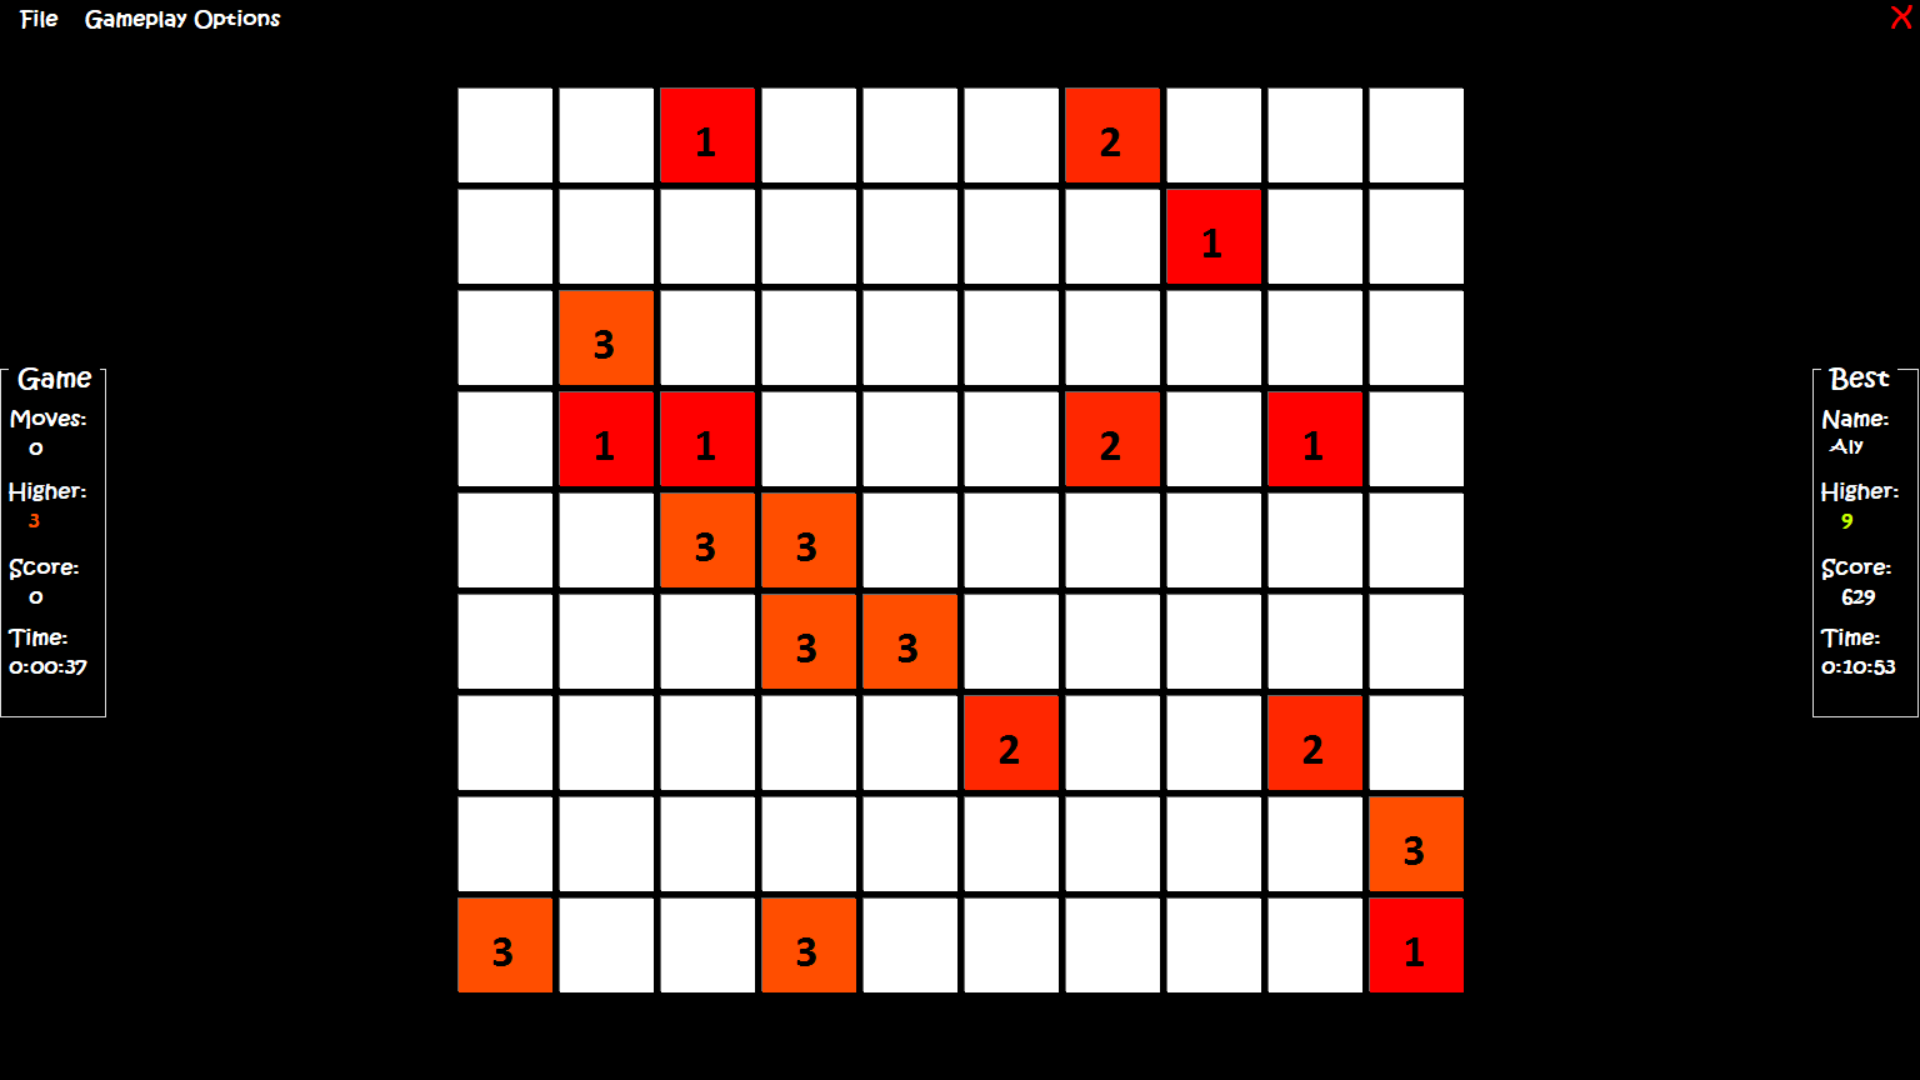 File Gameplay Options X
1 2
1
3
1 1 2 1
3 3
3 3
2 2
3
3 3 1
Game
Moves:
0
Higher:
3
Score:
0
Time:
0:00:37
Best
Name:
Aly
Higher:
9
Score:
629
Time:
0:10:53